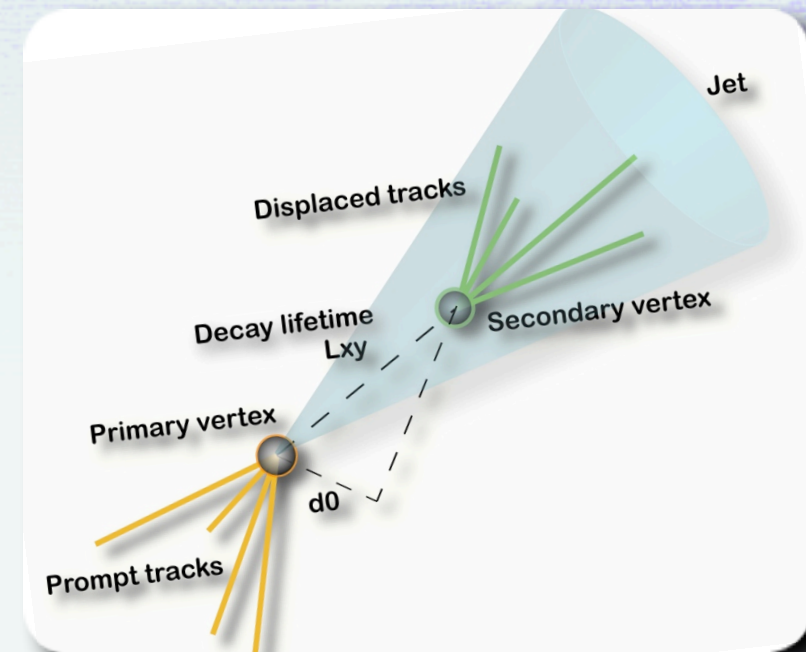 Jet
Displaced tracks
Decay lifetime
Lxy
Secondary vertex
Primary vertex
d0
Prompt tracks